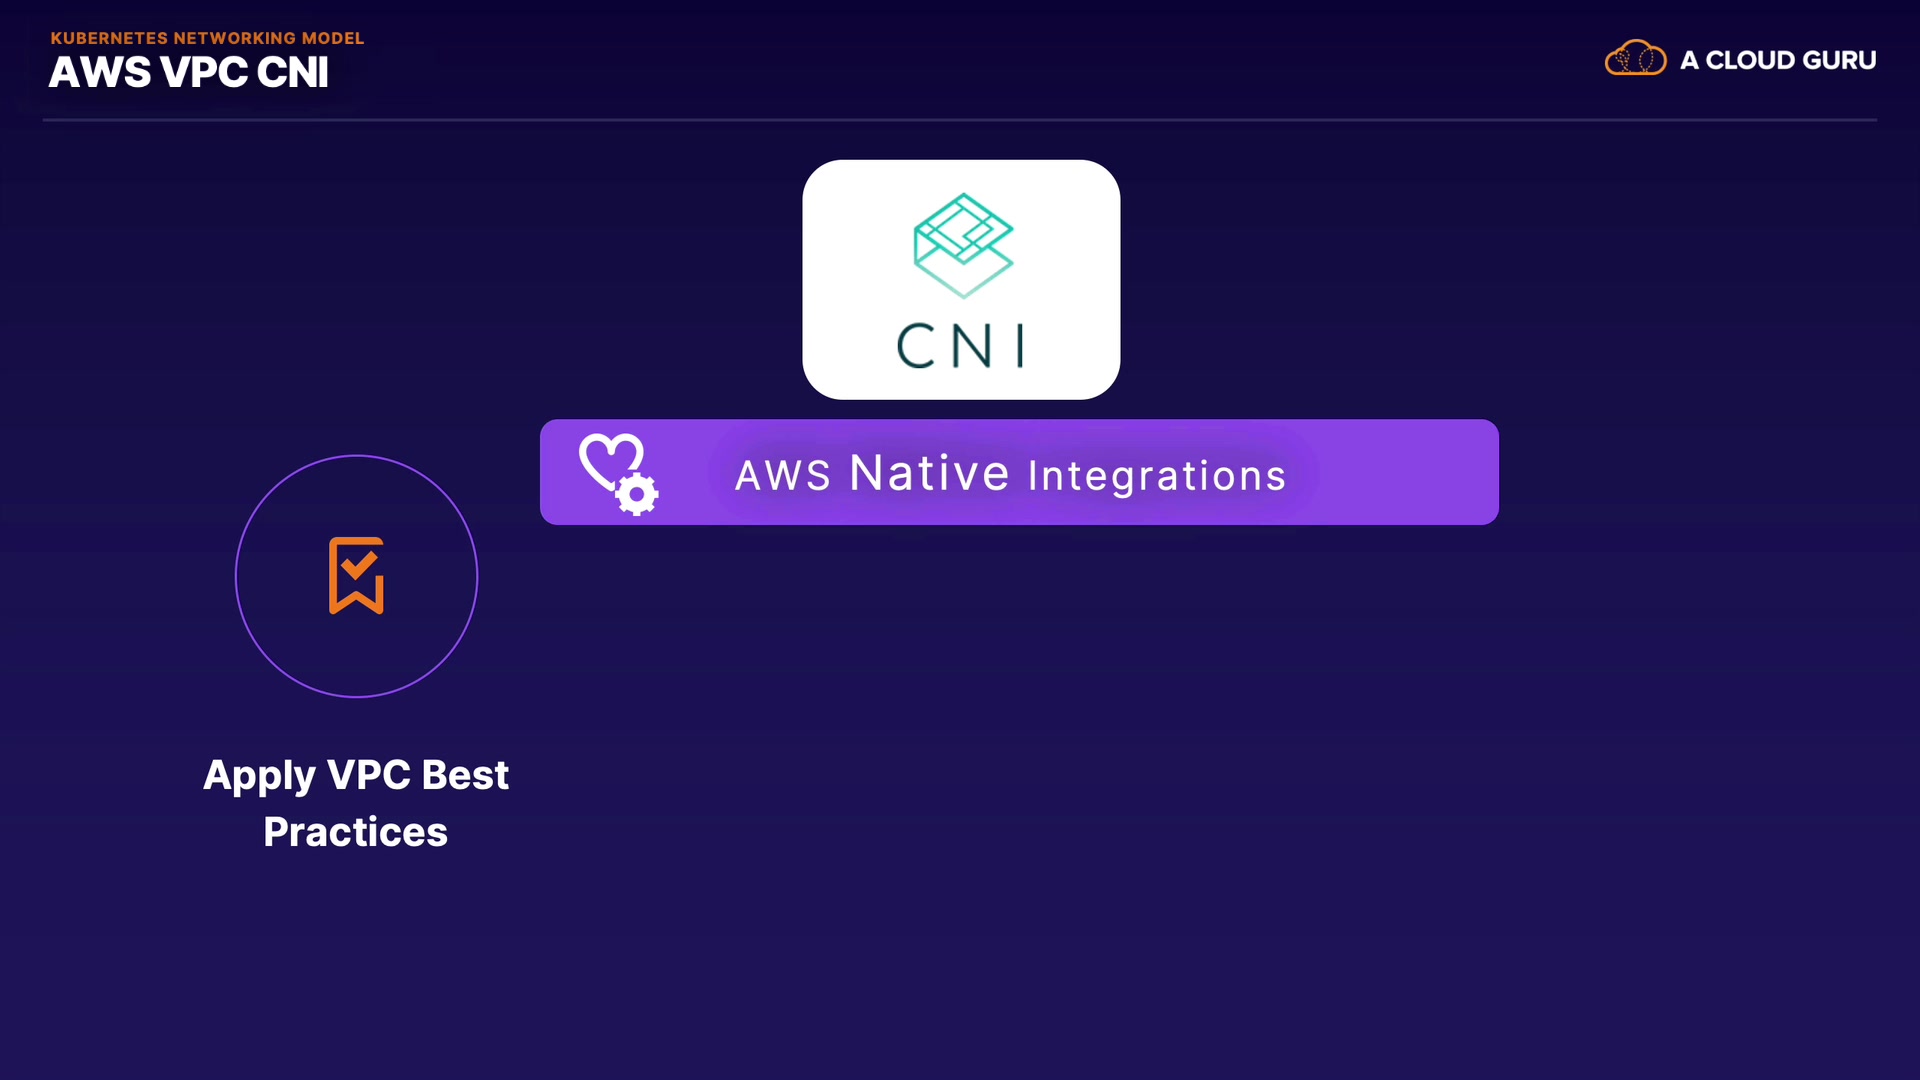 KUBERNETES NETWORKING MODEL
AWS VPC CNI
A CLOUD GURU
CNI
AWS Native Integrations
Apply VPC Best
Practices